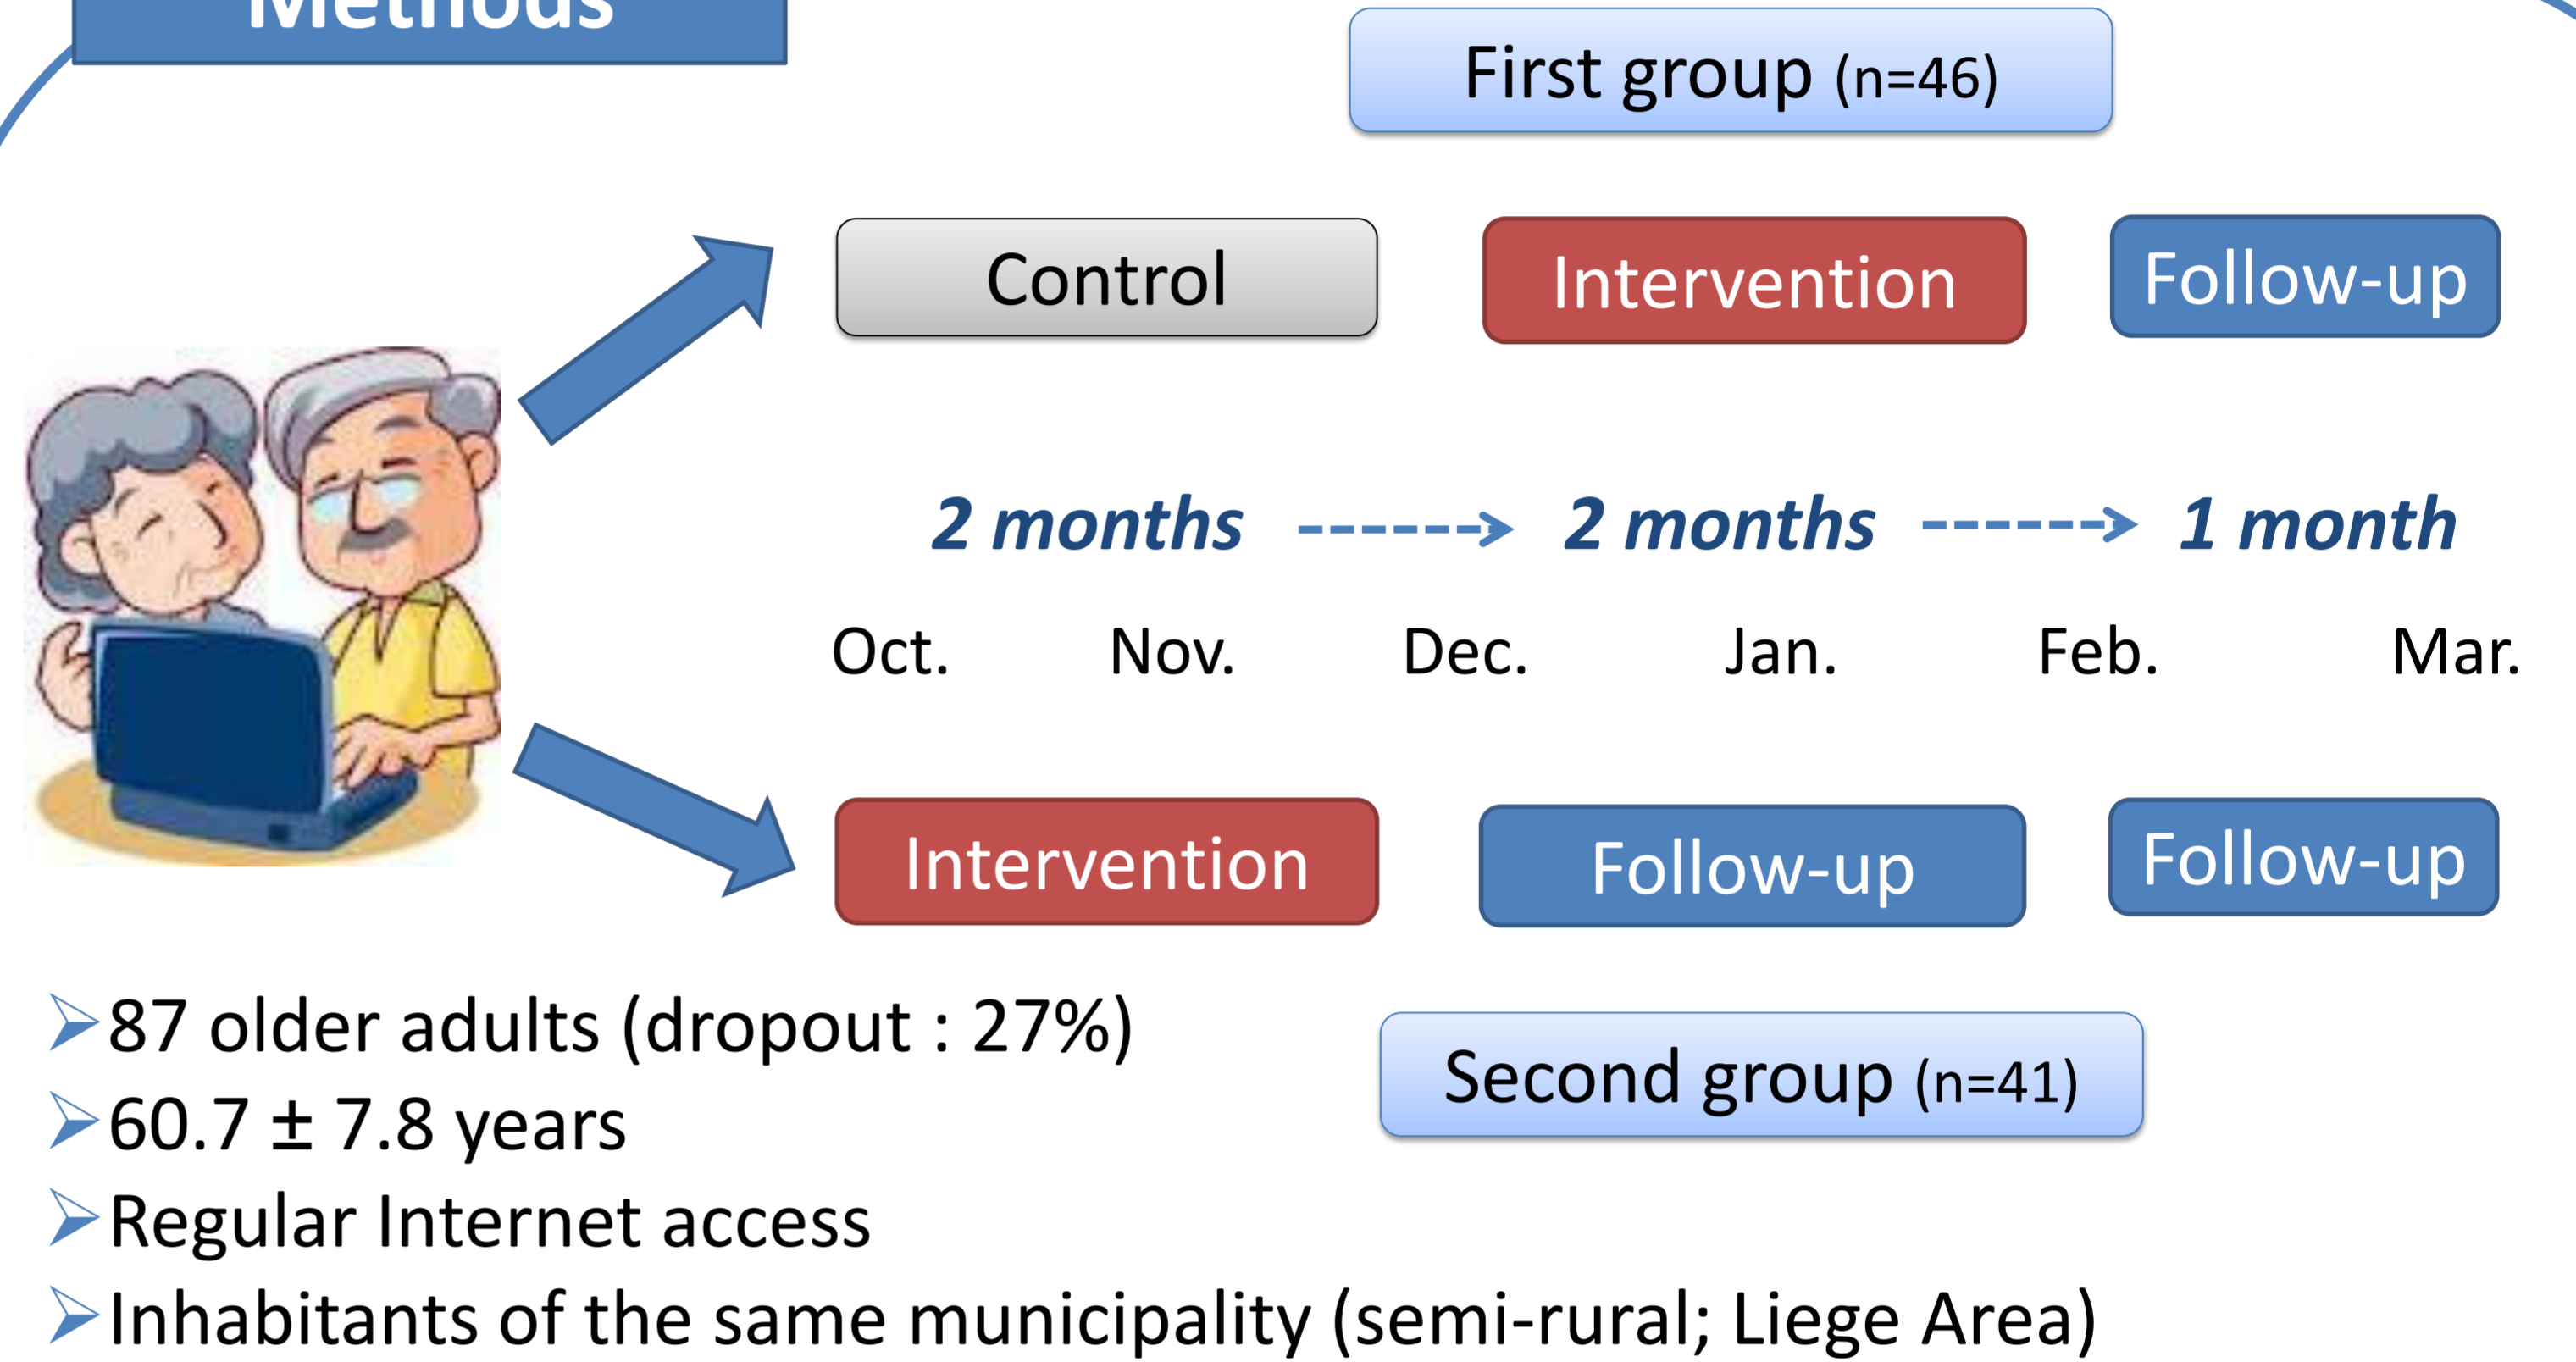 Methods
First group (n=46)
Control
Intervention
Follow-up
2 months
2 months
1 month
Oct.
Nov.
Dec.
Jan.
Feb.
Mar.
Intervention
Follow-up
Follow-up
87 older adults (dropout : 27%)
Second group (n=41)
60.7 ± 7.8 years
Regular Internet access
Inhabitants of the same municipality (semi-rural; Liege Area)